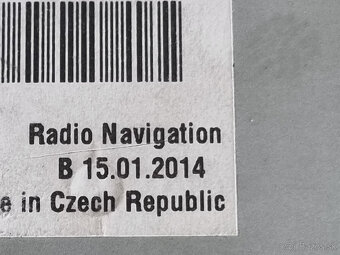 Radio Navigation
B 15.01.2014
e in Czech Republic